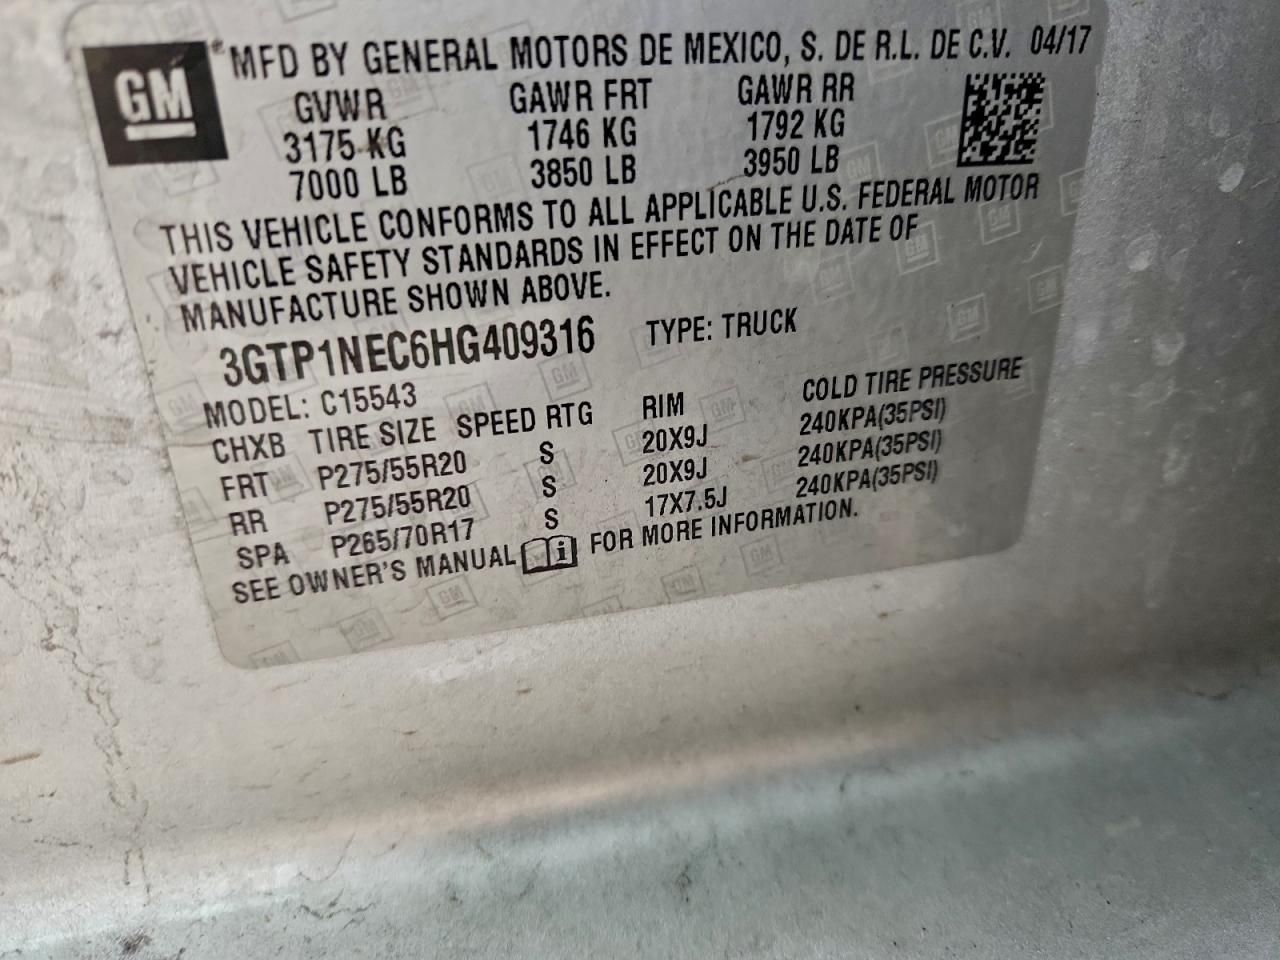 GM
® MFD BY GENERAL MOTORS DE MEXICO, S. DE R.L. DE C.V. 04/17
GVWR GAWR FRT GAWR RR
3175 KG 1746 KG 1792 KG
7000 LB 3850 LB 3950 LB
THIS VEHICLE CONFORMS TO ALL APPLICABLE U.S. FEDERAL MOTOR
VEHICLE SAFETY STANDARDS IN EFFECT ON THE DATE OF
MANUFACTURE SHOWN ABOVE.
3GTP1NEC6HG409316 TYPE: TRUCK
MODEL: C15543
CHXB TIRE SIZE SPEED RTG RIM COLD TIRE PRESSURE
FRT P275/55R20 S 20X9J 240KPA(35PSI)
RR P275/55R20 S 20X9J 240KPA(35PSI)
SPA P265/70R17 S 17X7.5J 240KPA(35PSI)
SEE OWNER'S MANUAL i FOR MORE INFORMATION.